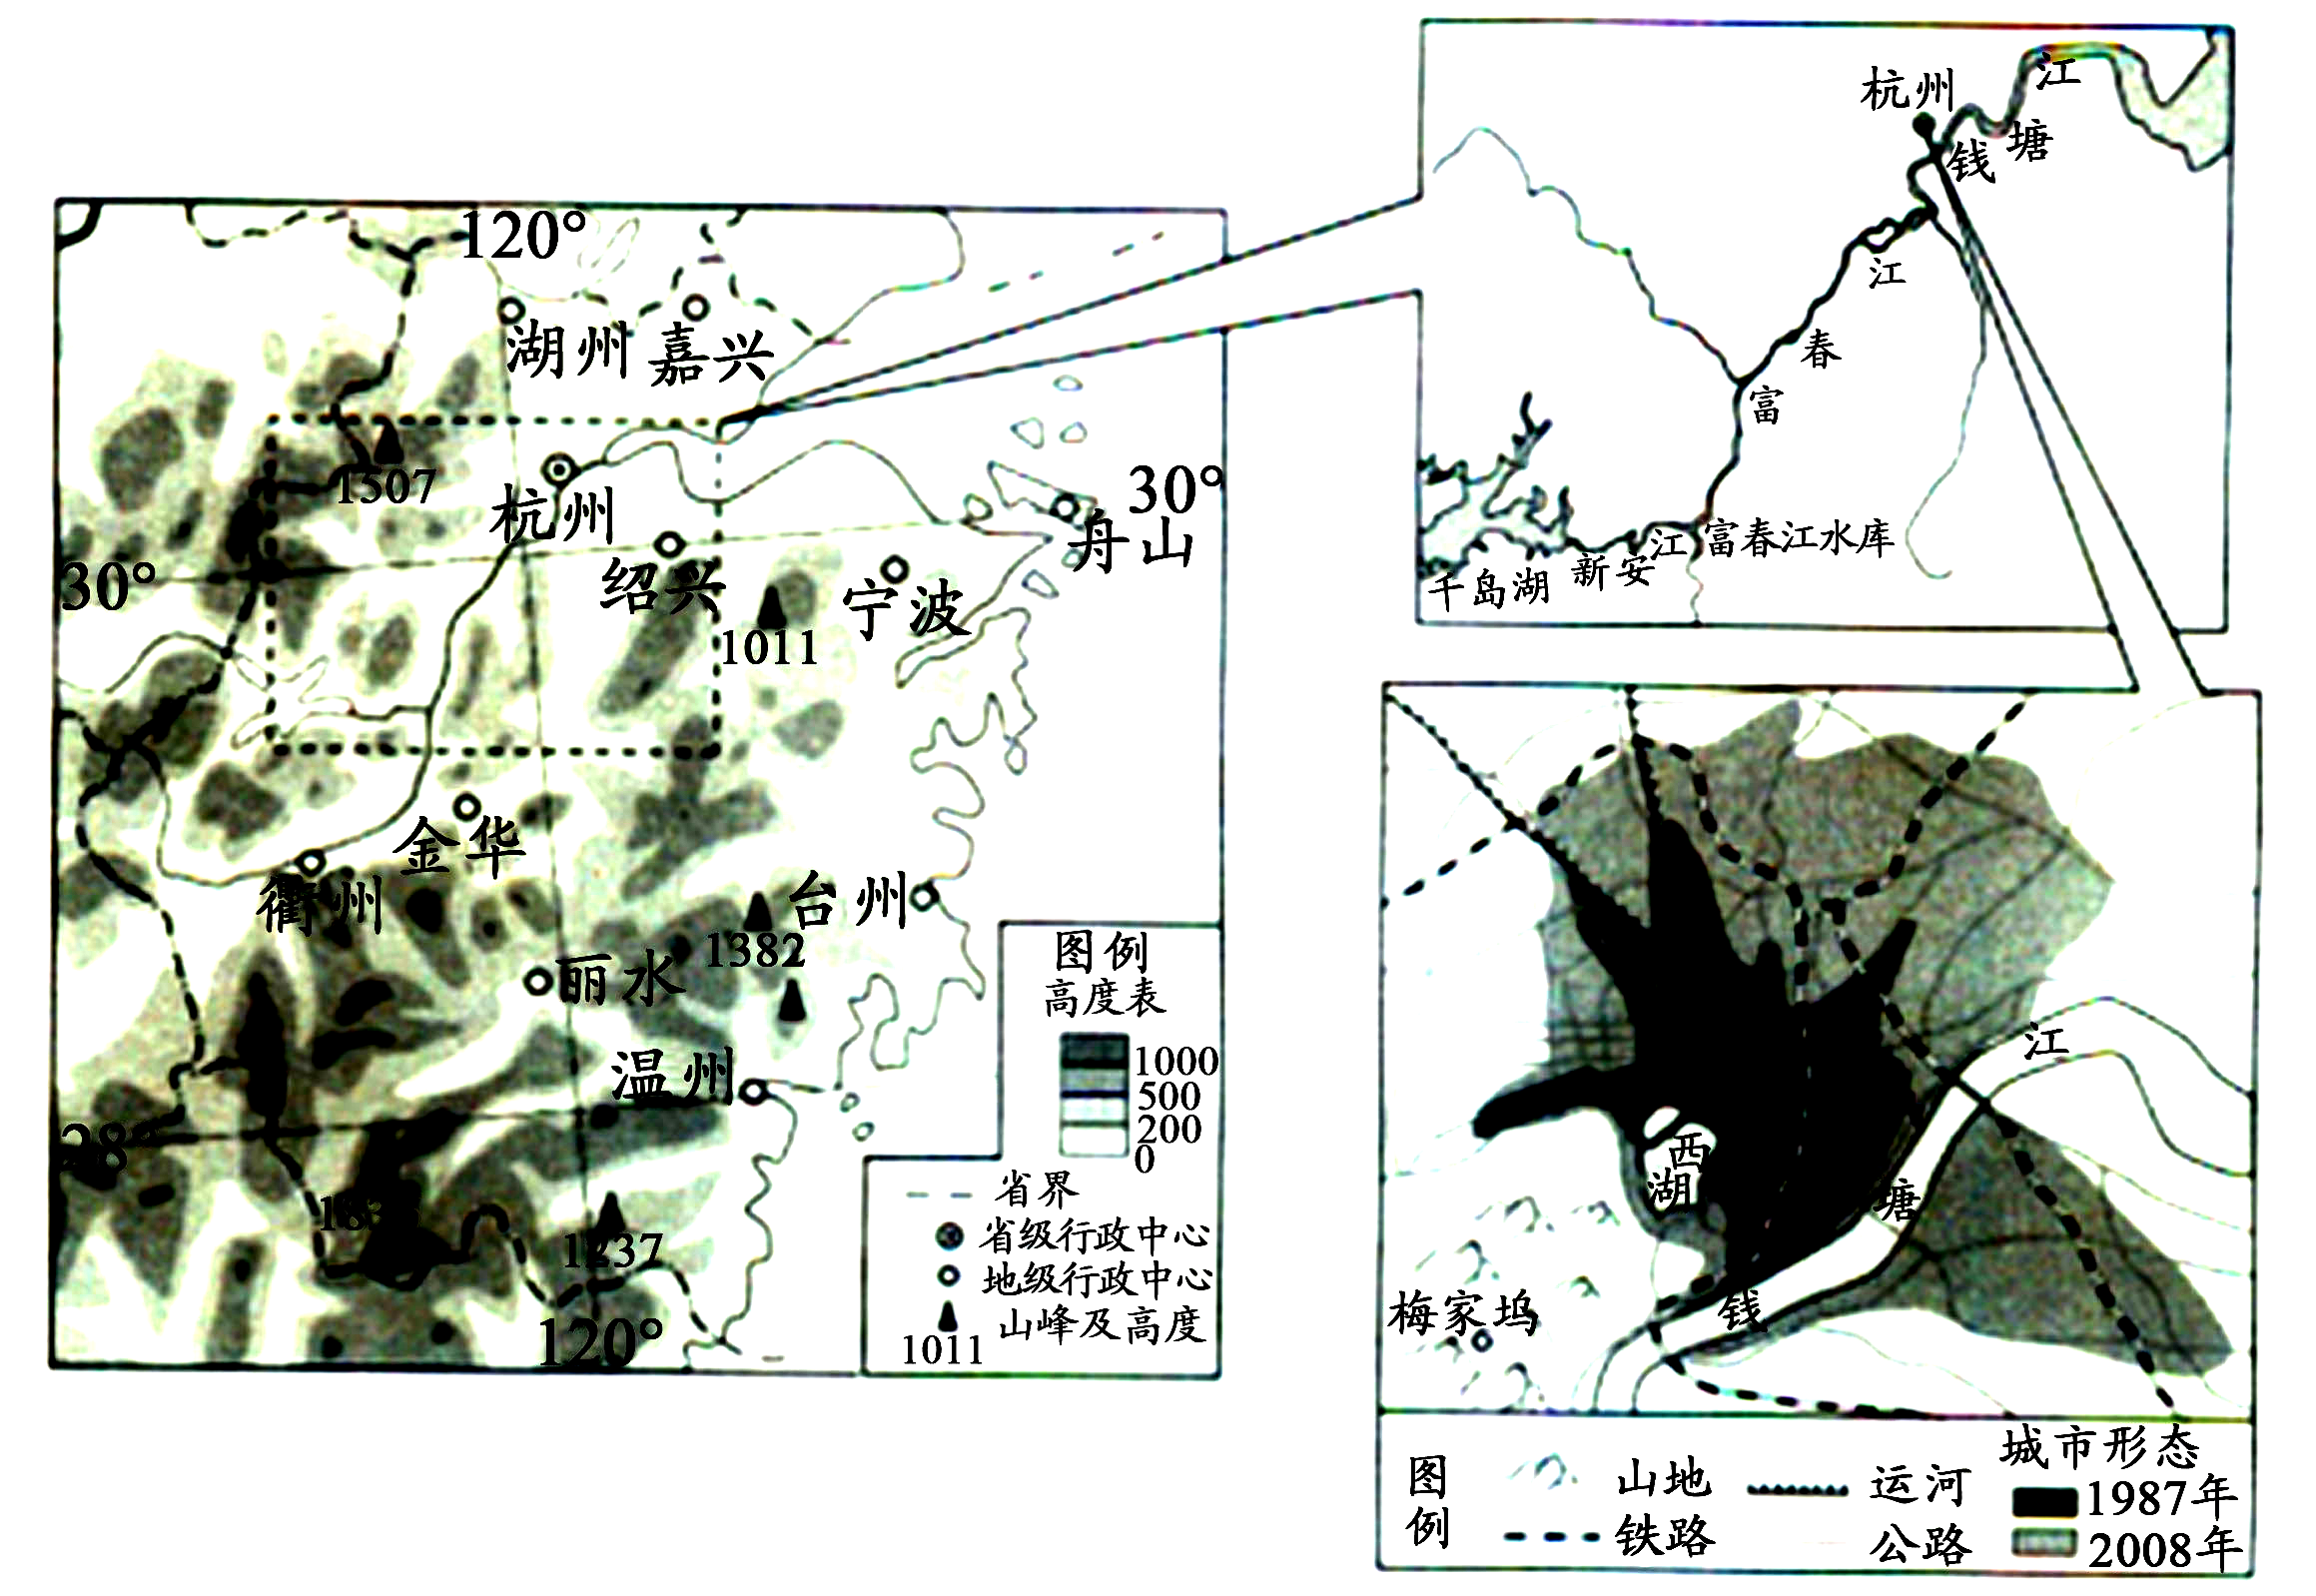 120°
湖州
嘉兴
1507
杭州
30°
舟山
30°
绍兴
宁波
1011
金华
衢州
台州
1382
丽水
温州
28°
1237
120°
图例
高度表
1000
500
200
0
省界
省级行政中心
地级行政中心
1011
山峰及高度
杭州
钱塘江
富春江
富春江水库
新安江
千岛湖
西湖
钱塘江
梅家坞
图例
山地
运河
铁路
公路
城市形态
1987年
2008年